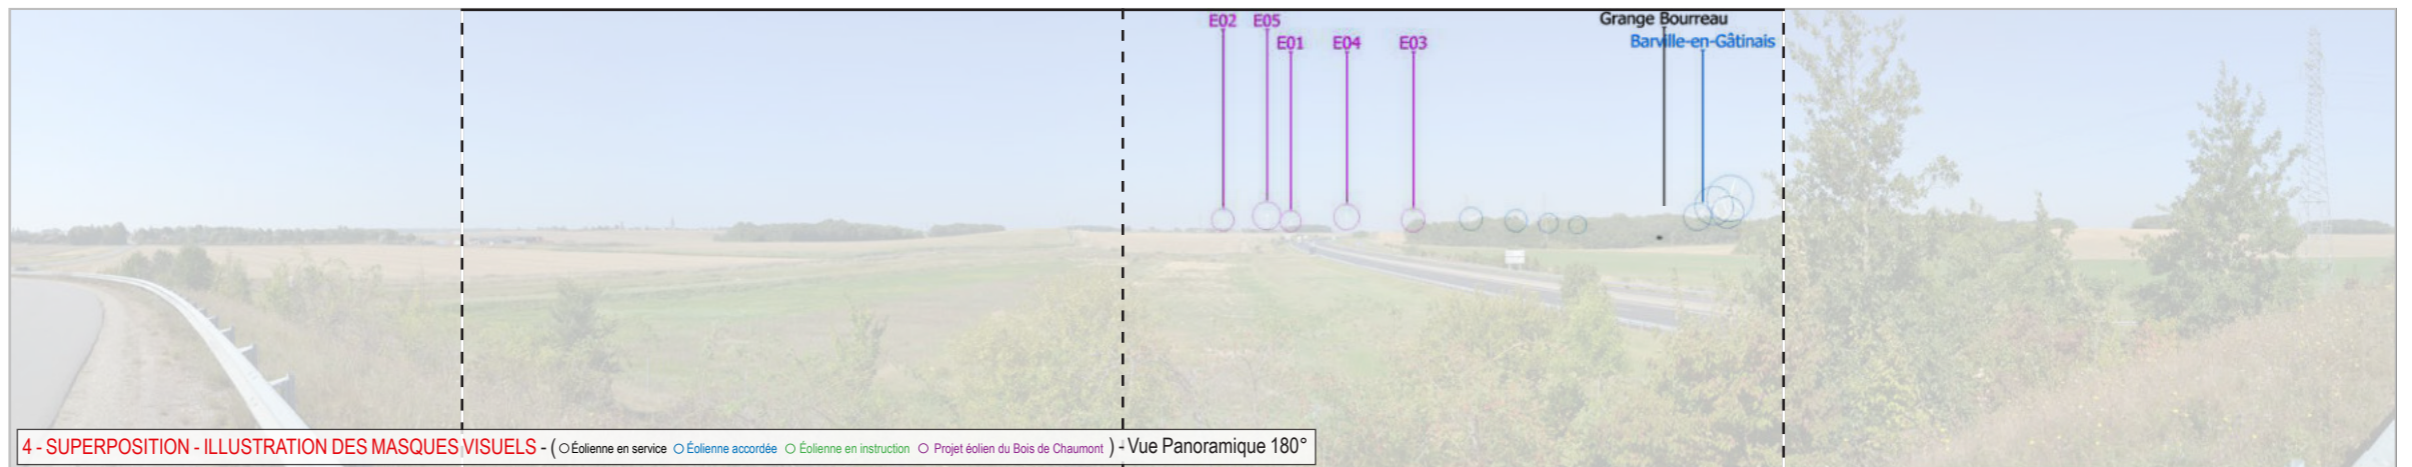 E02 E05
E01 E04 E03
Grange Bourreau
Barville-en-Gâtinais
4 - SUPERPOSITION - ILLUSTRATION DES MASQUES VISUELS - ( Éolienne en service Éolienne accordée Éolienne en instruction Projet éolien du Bois de Chaumont ) - Vue Panoramique 180°